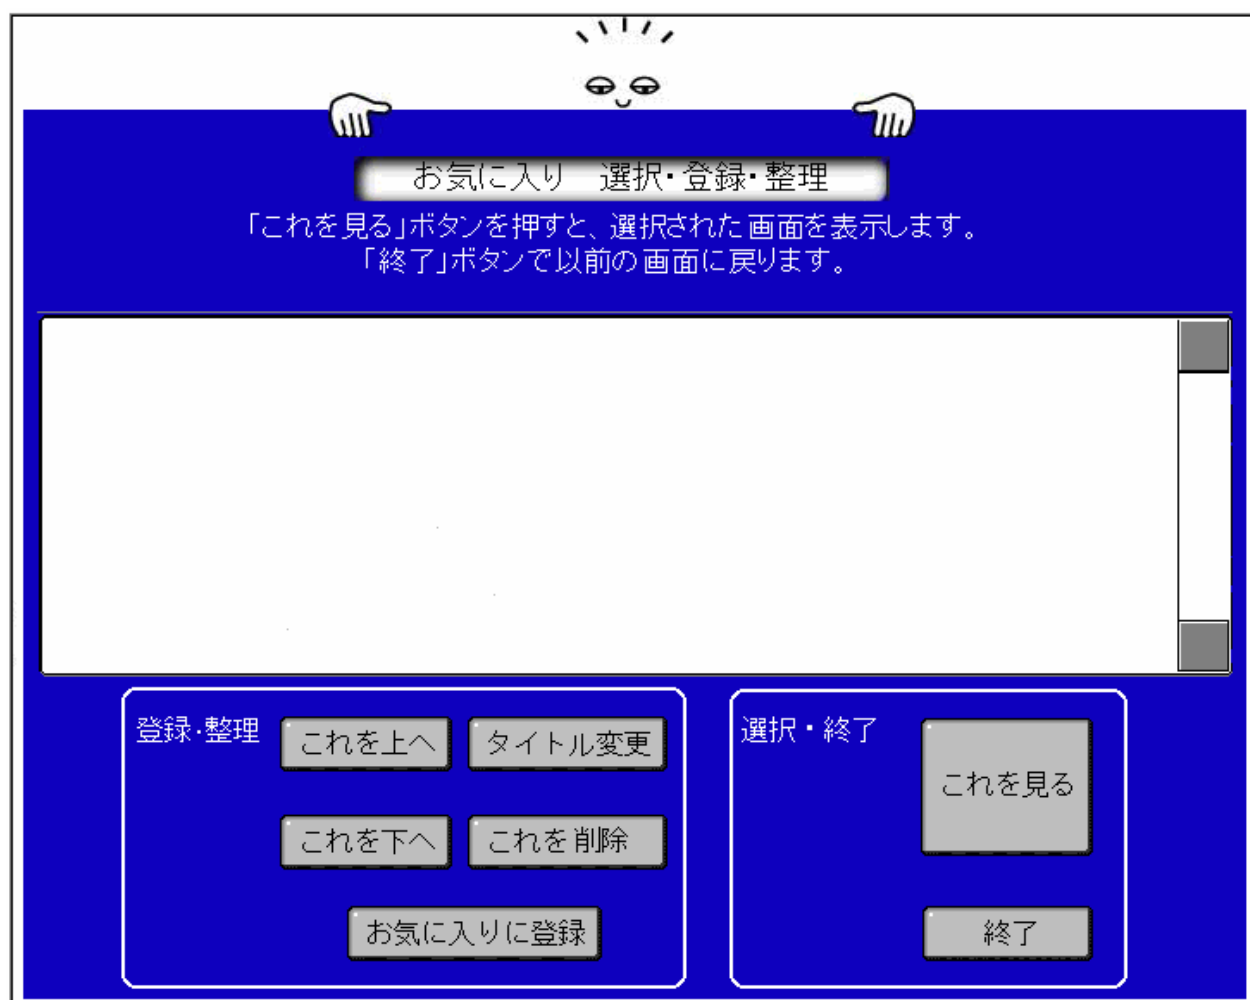 お気に入り　選択・登録・整理
「これを見る」ボタンを押すと、選択された画面を表示します。
「終了」ボタンで以前の画面に戻ります。
登録・整理
これを上へ
タイトル変更
これを下へ
これを削除
お気に入りに登録
選択・終了
これを見る
終了